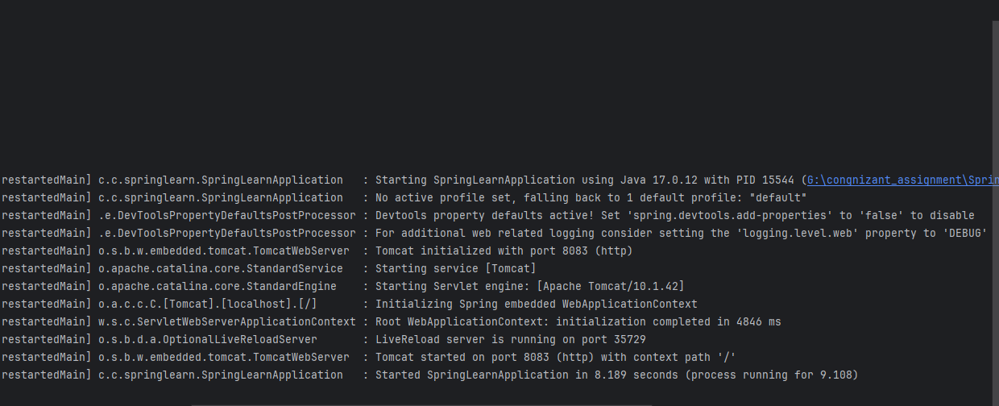 restartedMain] c.c.springlearn.SpringLearnApplication   : Starting SpringLearnApplication using Java 17.0.12 with PID 15544 (G:\congnizant_assignment\Sprin
restartedMain] c.c.springlearn.SpringLearnApplication   : No active profile set, falling back to 1 default profile: "default"
restartedMain] .e.DevToolsPropertyDefaultsPostProcessor : Devtools property defaults active! Set 'spring.devtools.add-properties' to 'false' to disable
restartedMain] .e.DevToolsPropertyDefaultsPostProcessor : For additional web related logging consider setting the 'logging.level.web' property to 'DEBUG'
restartedMain] o.s.b.w.embedded.tomcat.TomcatWebServer  : Tomcat initialized with port 8083 (http)
restartedMain] o.apache.catalina.core.StandardService   : Starting service [Tomcat]
restartedMain] o.apache.catalina.core.StandardEngine    : Starting Servlet engine: [Apache Tomcat/10.1.42]
restartedMain] o.a.c.c.C.[Tomcat].[localhost].[/]       : Initializing Spring embedded WebApplicationContext
restartedMain] w.s.c.ServletWebServerApplicationContext : Root WebApplicationContext: initialization completed in 4846 ms
restartedMain] o.s.b.d.a.OptionalLiveReloadServer       : LiveReload server is running on port 35729
restartedMain] o.s.b.w.embedded.tomcat.TomcatWebServer  : Tomcat started on port 8083 (http) with context path '/'
restartedMain] c.c.springlearn.SpringLearnApplication   : Started SpringLearnApplication in 8.189 seconds (process running for 9.108)